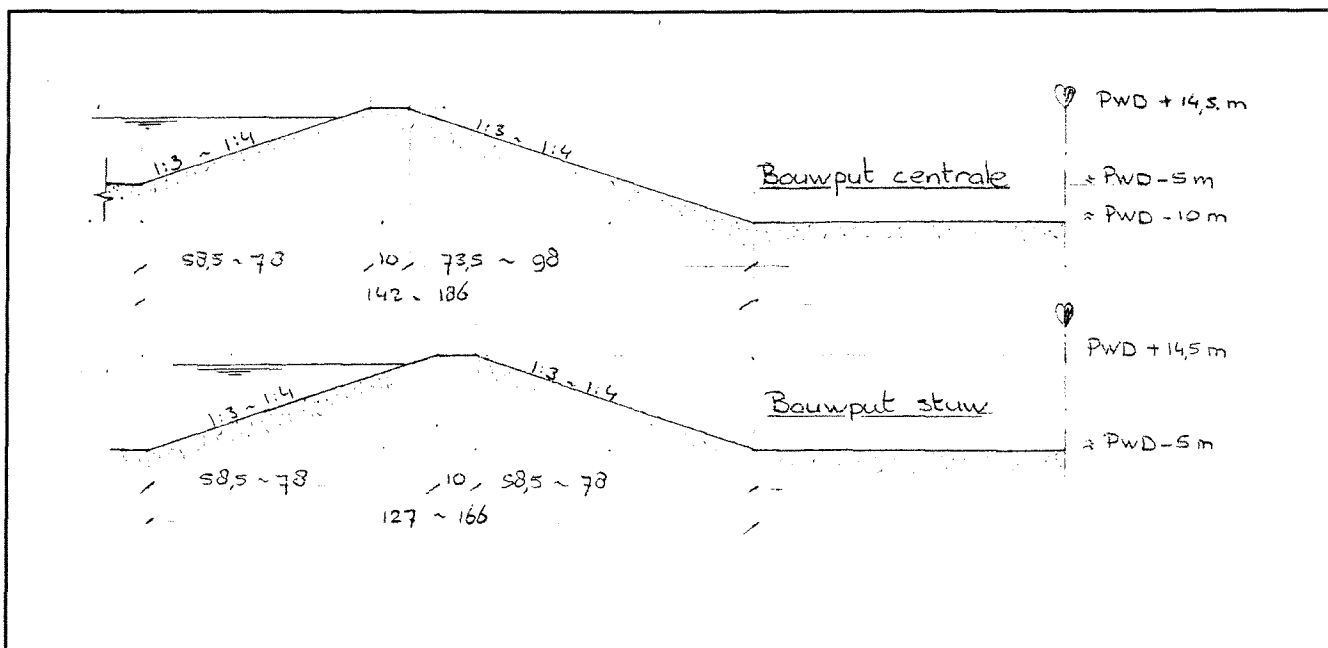 PWD + 14,5 m
1:3 ~ 1:4
1:3 ~ 1:4
Bouwput centrale
≈ PWD - 5 m
≈ PWD - 10 m
58,5 ~ 78
10
73,5 ~ 98
142 ~ 186
PWD + 14,5 m
1:3 ~ 1:4
1:3 ~ 1:4
Bouwput stuw
≈ PWD - 5 m
58,5 ~ 78
10
58,5 ~ 78
127 ~ 166